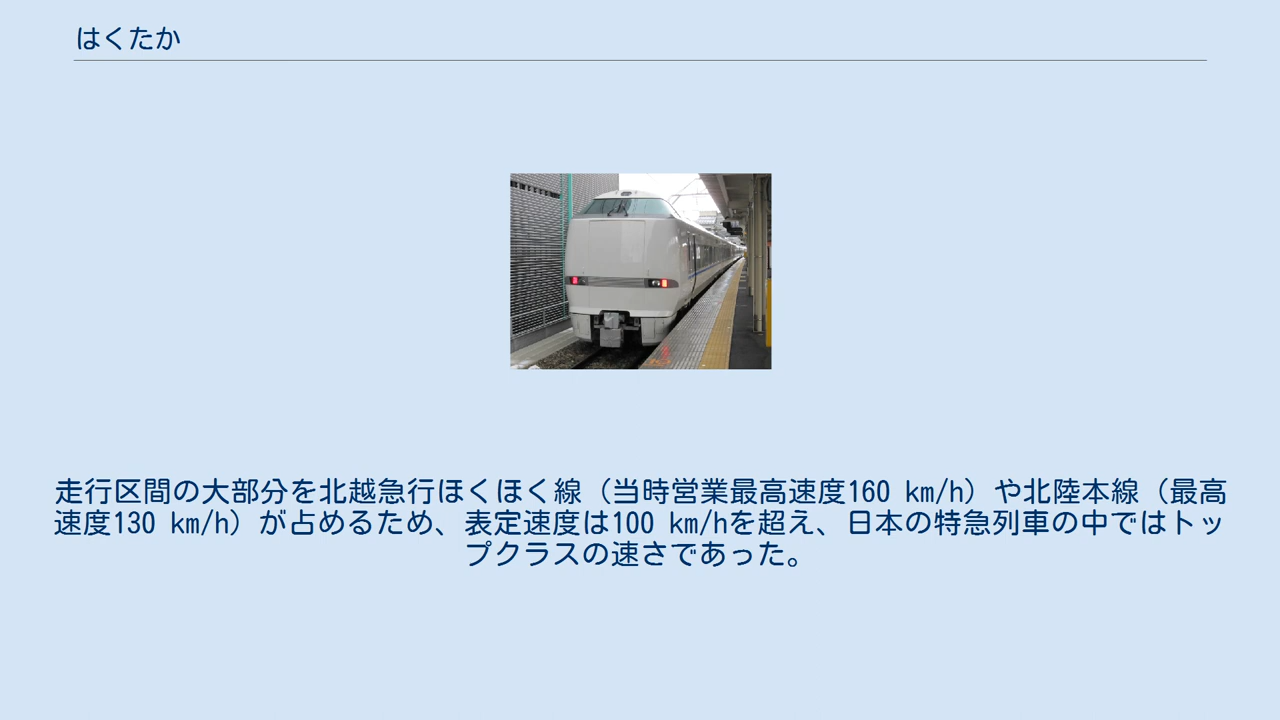 はくたか
走行区間の大部分を北越急行ほくほく線（当時営業最高速度160 km/h）や北陸本線（最高
速度130 km/h）が占めるため、表定速度は100 km/hを超え、日本の特急列車の中ではトッ
プクラスの速さであった。